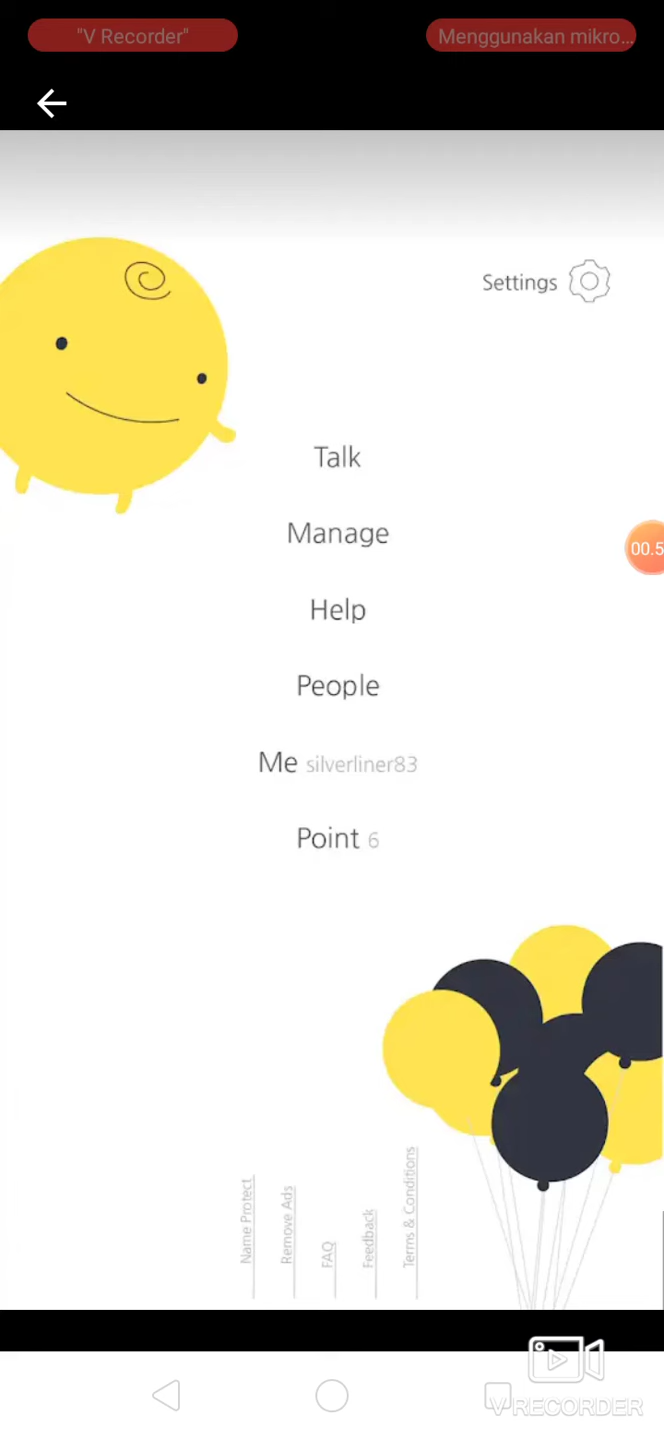 "V Recorder"
Menggunakan mikro...
Settings
Talk
Manage
Help
People
Me silverliner83
Point 6
00.5
Name Protect
Remove Ads
FAQ
Feedback
Terms & Conditions
V RECORDER